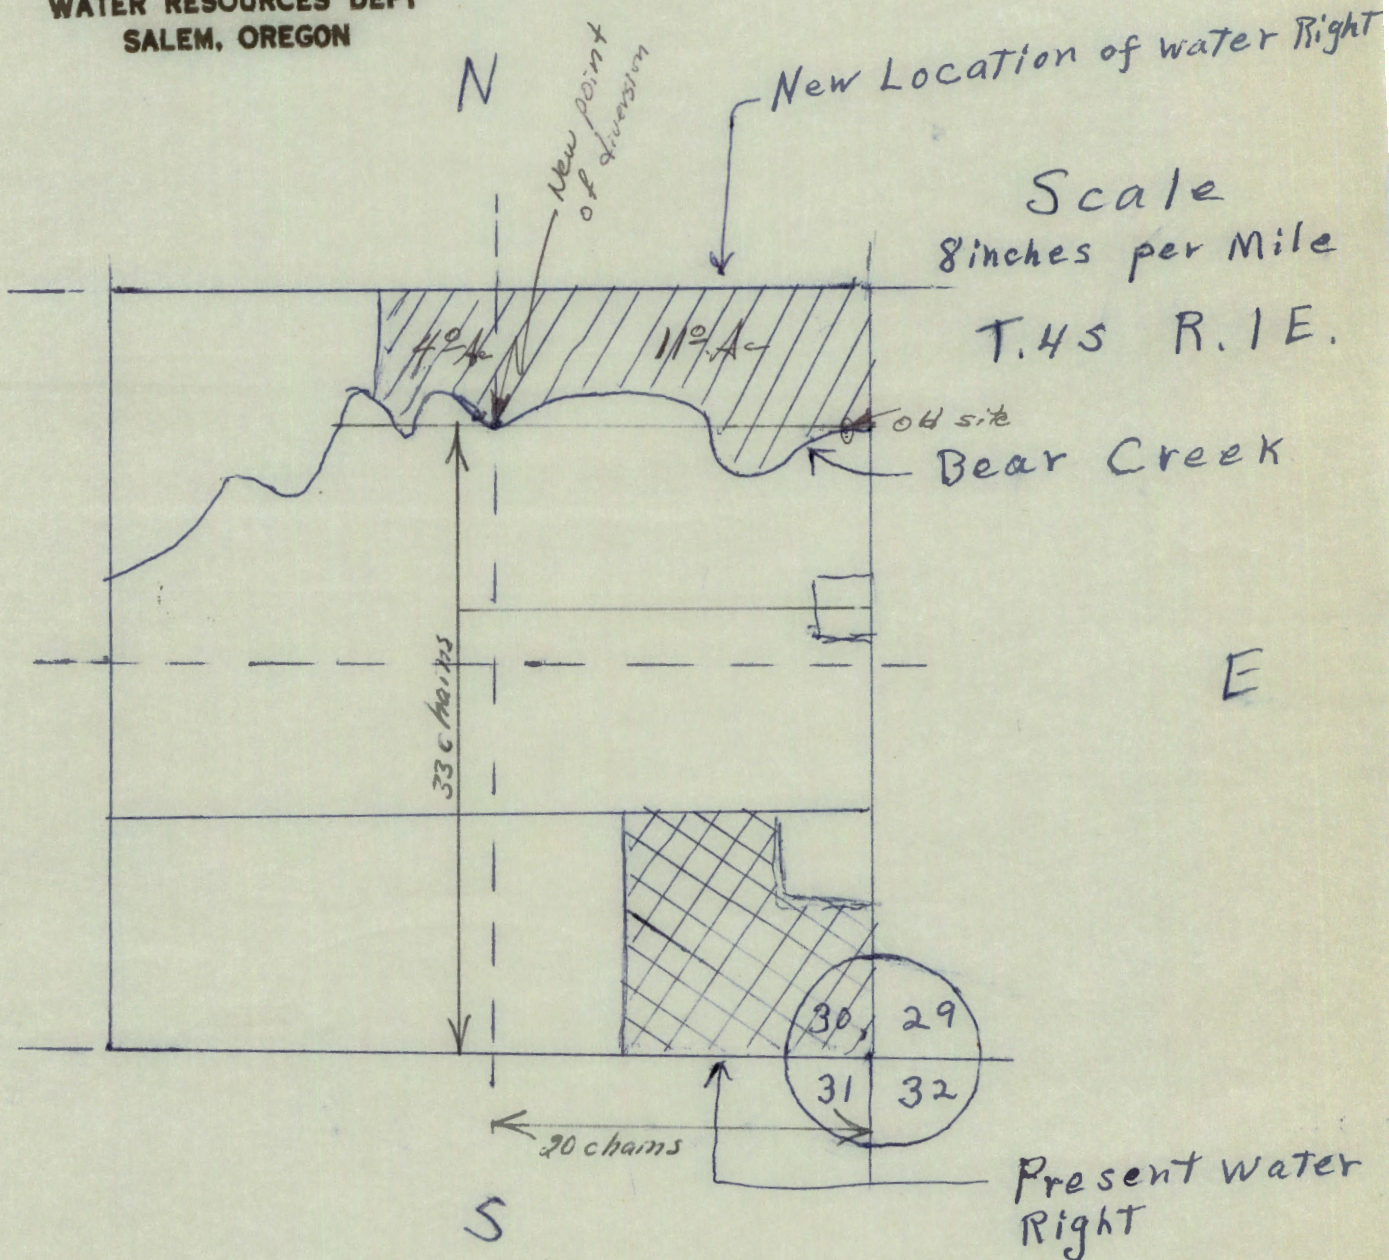 WATER RESOURCES DEPT
SALEM, OREGON
N
New point
of diversion
New Location of water Right
Scale
8 inches per Mile
T.4S R.1E.
4.0 Ac
11.0 Ac
old site
Bear Creek
33 chains
E
30 29
31 32
20 chains
Present Water
Right
S